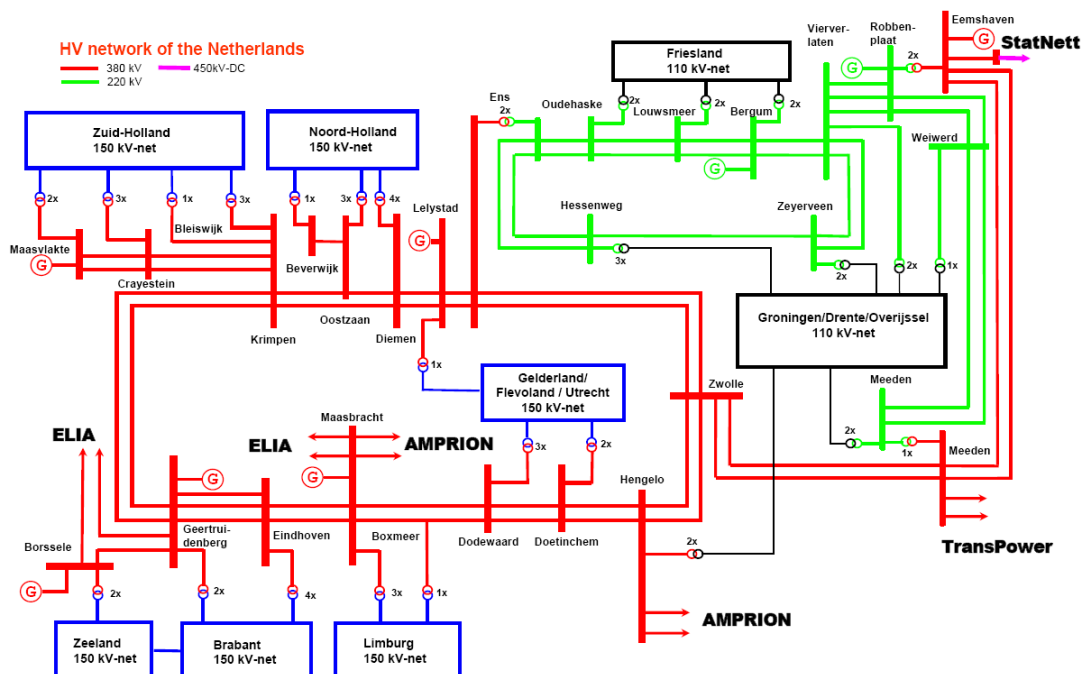 HV network of the Netherlands
380 kV
450kV-DC
220 kV
Zuid-Holland
150 kV-net
Noord-Holland
150 kV-net
Friesland
110 kV-net
Vierver-
laten
Robben-
plaat
Eemshaven
G
StatNett
G
2x
Ens
2x
Oudehaske
2x
Louwsmeer
2x
Bergum
2x
G
Weiwerd
2x
3x
1x
3x
1x
3x
4x
Bleiswijk
Maasvlakte
G
Crayestein
Beverwijk
Oostzaan
Krimpen
Diemen
Lelystad
G
Hessenweg
3x
Zeyerveen
2x
2x
1x
Groningen/Drente/Overijssel
110 kV-net
1x
Gelderland/
Flevoland / Utrecht
150 kV-net
Zwolle
Meeden
2x
1x
Meeden
TransPower
ELIA
Maasbracht
ELIA
AMPRION
G
3x
2x
Hengelo
G
Geertrui-
denberg
Eindhoven
Boxmeer
Dodewaard
Doetinchem
2x
Borssele
G
2x
2x
4x
3x
1x
AMPRION
Zeeland
150 kV-net
Brabant
150 kV-net
Limburg
150 kV-net